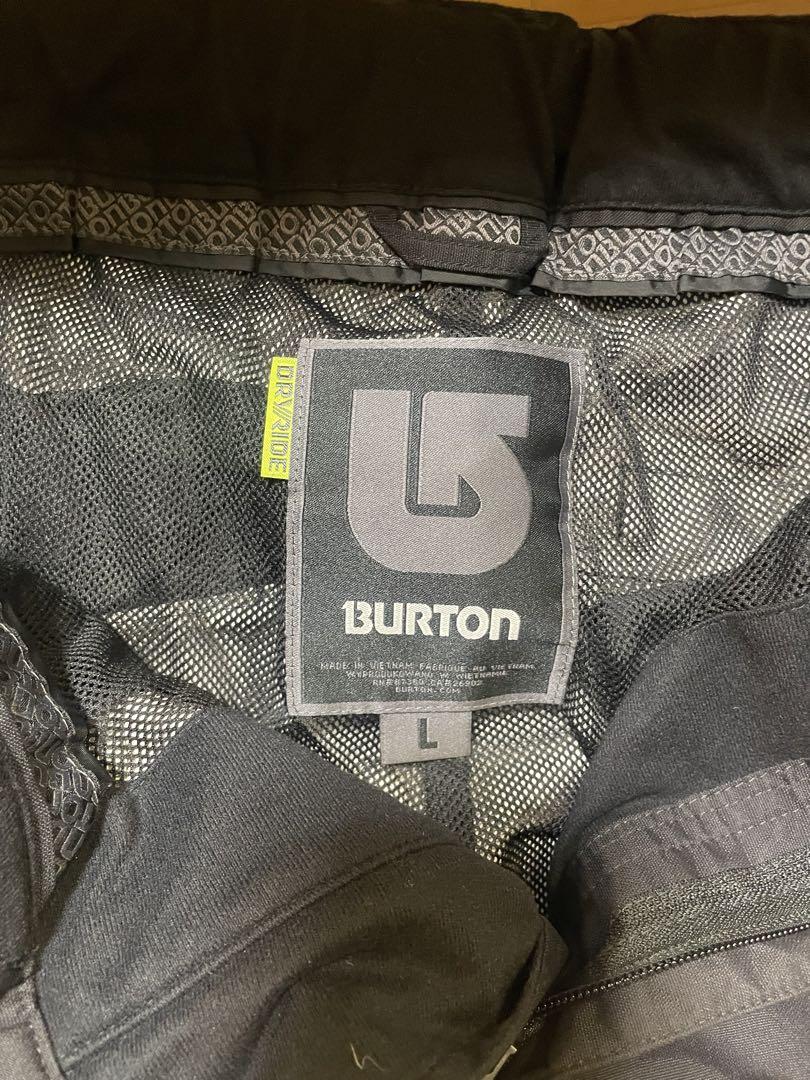 DRYRIDE
BURTON
MADE IN VIETNAM FABRIQUE AU VIETNAM
WYPRODUKOWANO W WIETNAMIE
BURTON.COM
L